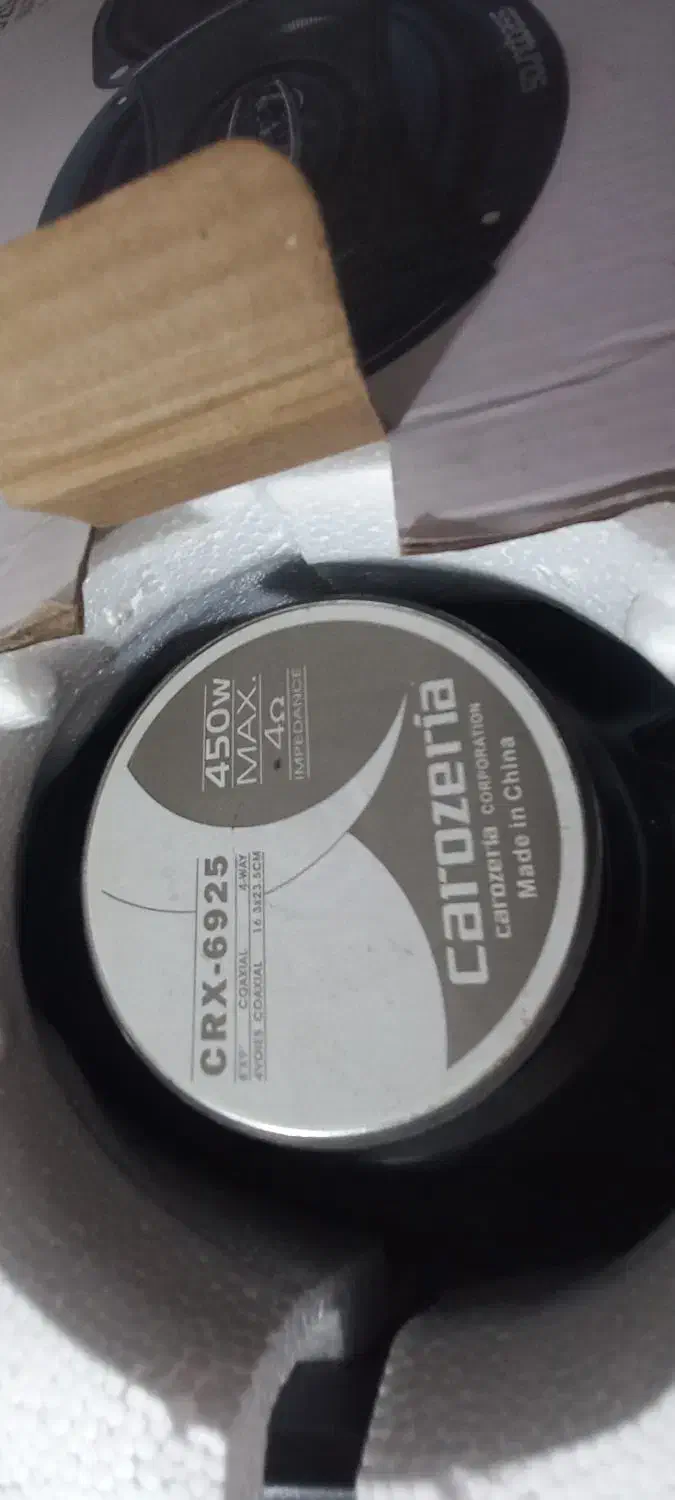 450W
MAX.
4Ω
IMPEDANCE
CRX-6925
6"X9" COAXIAL 4-WAY
4VOIES COAXIAL 16.3X23.5CM
carozeria
carozeria CORPORATION
Made in China